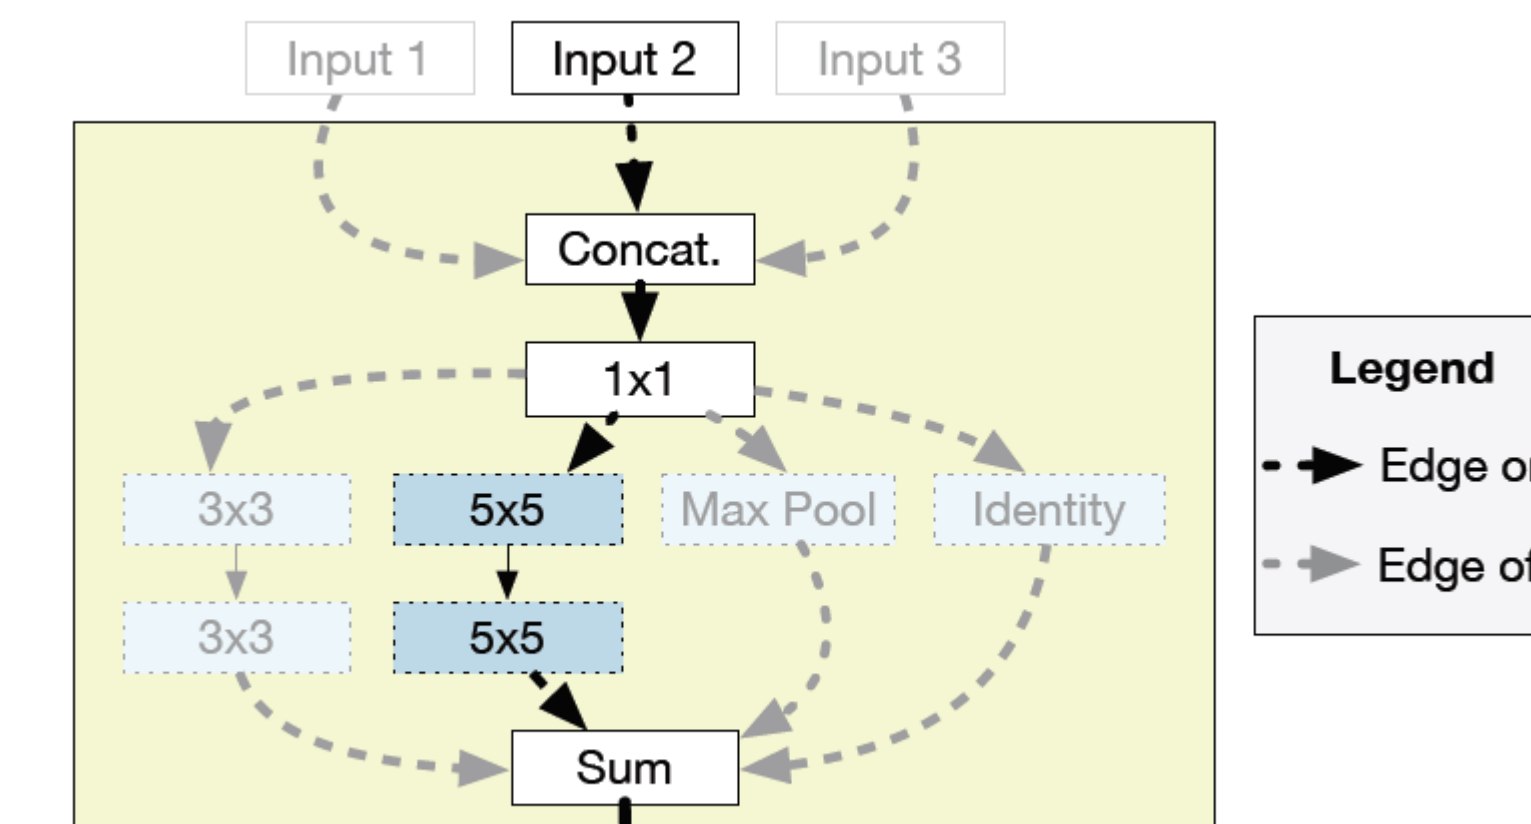 Input 1
Input 2
Input 3
Concat.
1x1
3x3
5x5
Max Pool
Identity
3x3
5x5
Sum
Legend
Edge
Edge